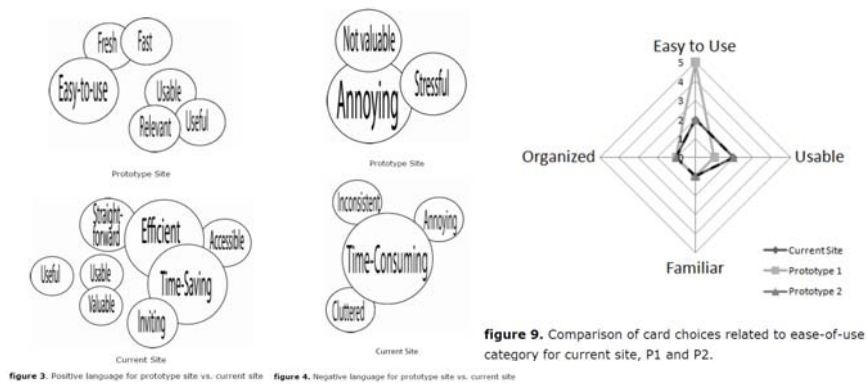 Fresh
Fast
Easy-to-use
Usable
Relevant
Useful
Prototype Site
Straight-
forward
Efficient
Accessible
Useful
Usable
Time-Saving
Valuable
Inviting
Current Site
figure 3. Positive language for prototype site vs. current site
Not valuable
Stressful
Annoying
Prototype Site
Inconsistent
Annoying
Time-Consuming
Cluttered
Current Site
figure 4. Negative language for prototype site vs. current site
Easy to Use
5
4
3
2
1
Organized
Usable
Familiar
Current Site
Prototype 1
Prototype 2
figure 9. Comparison of card choices related to ease-of-use
category for current site, P1 and P2.